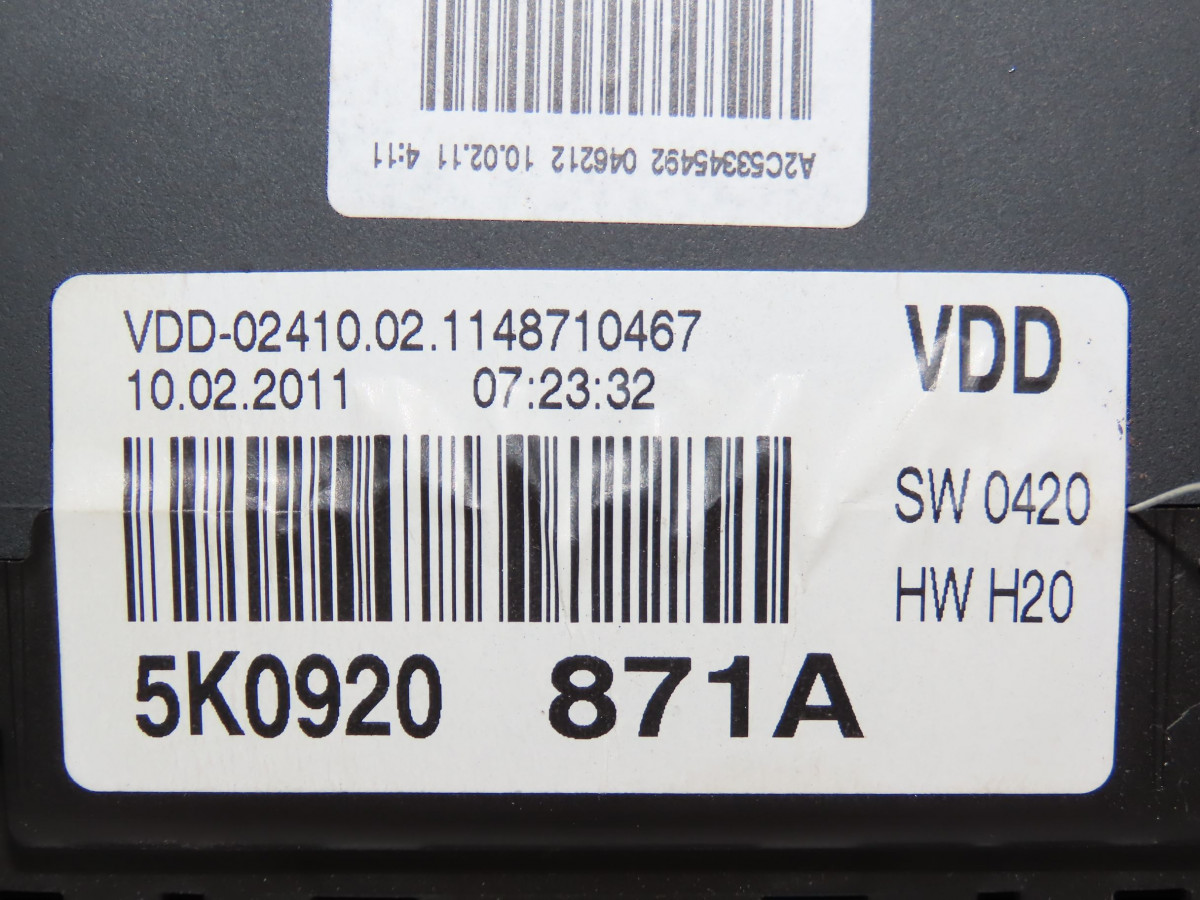 A2C53345492 046212 10.02.11 4:11
VDD-02410.02.1148710467
10.02.2011 07:23:32
VDD
SW 0420
HW H20
5K0920 871A